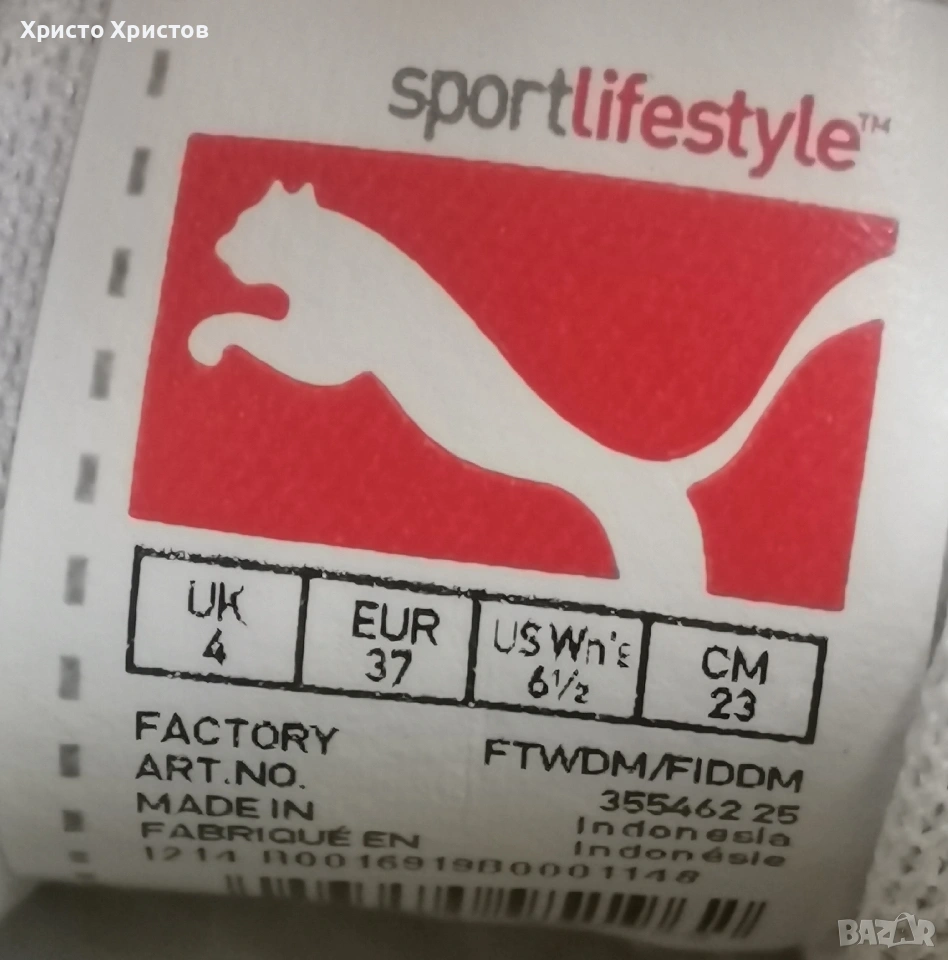 Христо Христов
sportlifestyle™
UK EUR US Wn's CM
4 37 6½ 23
FACTORY FTWDM/FIDDM
ART.NO. 355462 25
MADE IN Indonesia
FABRIQUÉ EN Indonésie
1214 B0016919B0001148
BAZAR